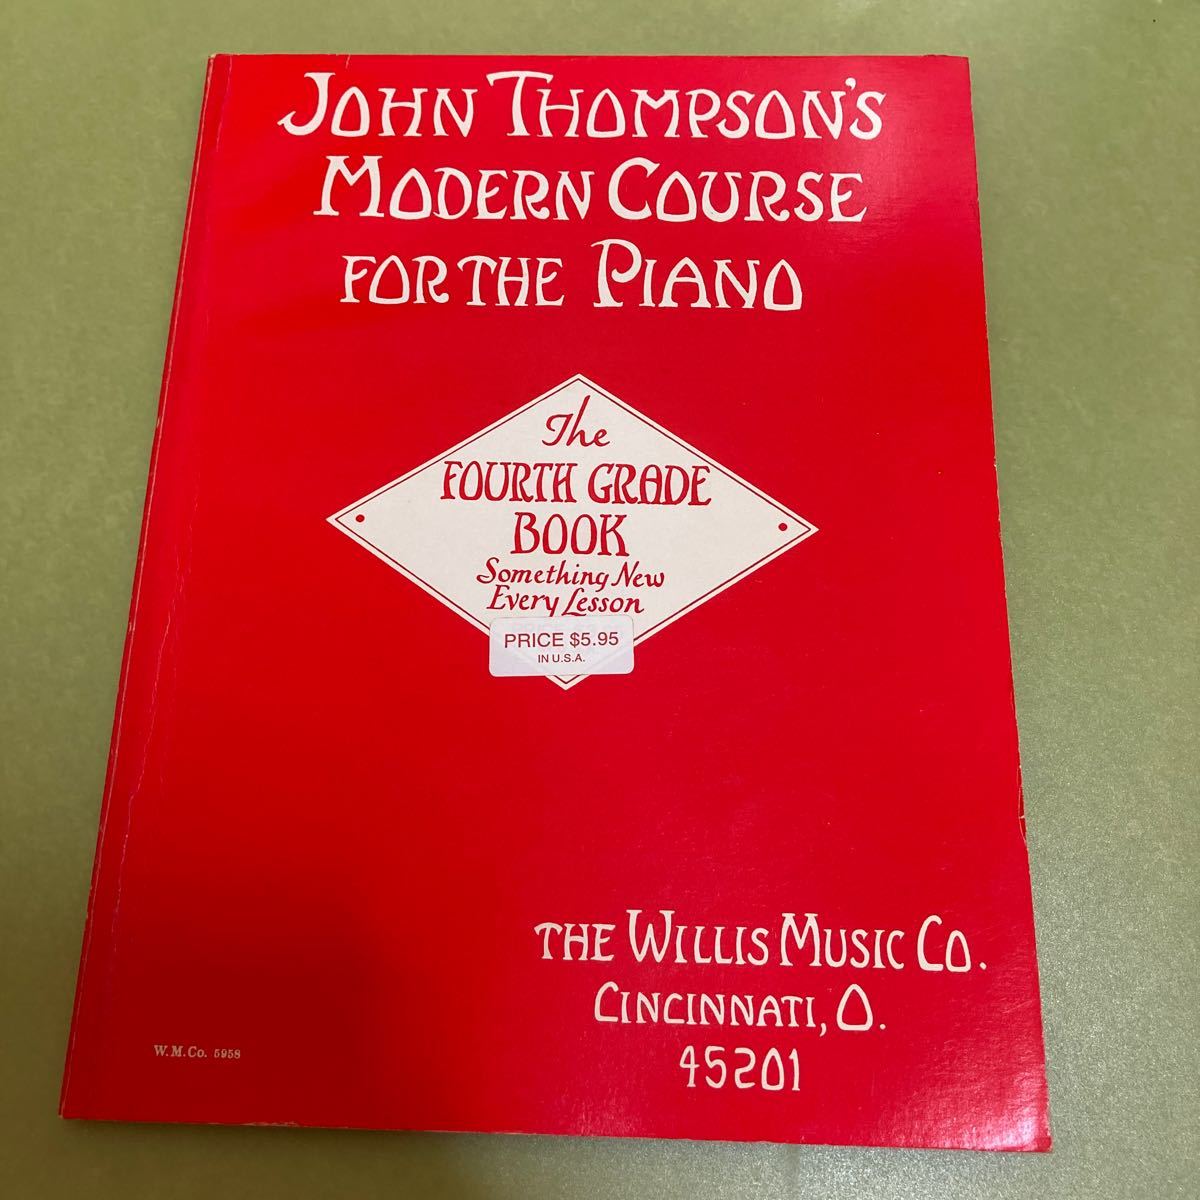 JOHN THOMPSON'S
MODERN COURSE
FOR THE PIANO
The
FOURTH GRADE
BOOK
Something New
Every Lesson
PRICE $5.95
IN U.S.A.
THE WILLIS MUSIC CO.
CINCINNATI, O.
45201
W.M.Co. 5958